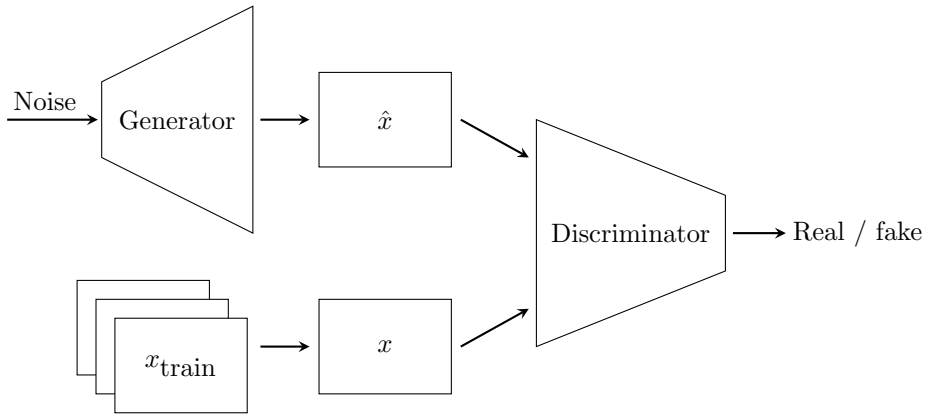 Noise
Generator
x̂
Discriminator
Real / fake
x_train
x